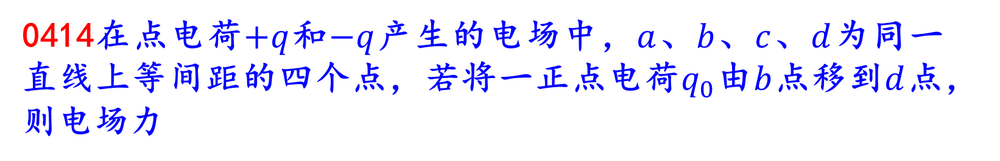 0414在点电荷+q和−q产生的电场中，a、b、c、d为同一
直线上等间距的四个点，若将一正点电荷q₀由b点移到d点，
则电场力